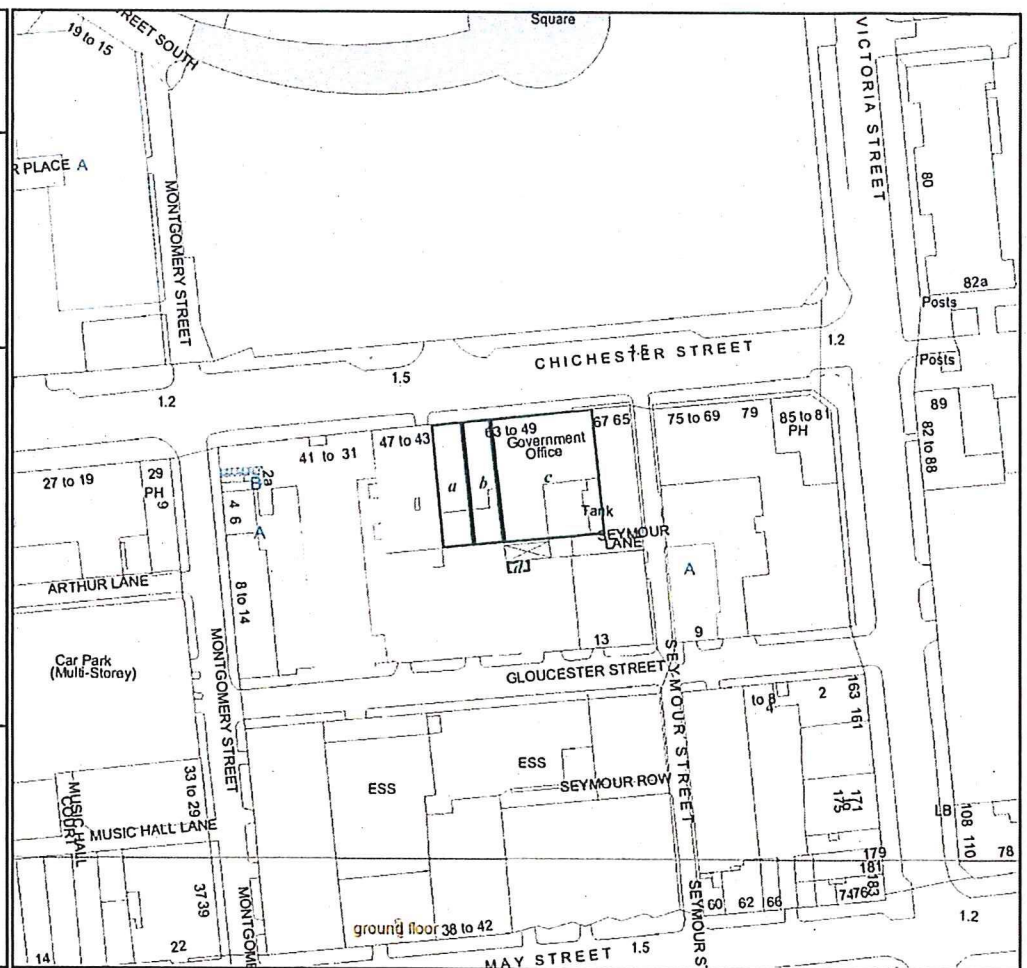 Square
STREET SOUTH
19 to 15
VICTORIA STREET
R PLACE A
MONTGOMERY STREET
80
82a
Posts
CHICHESTER STREET
1.5
1.2
Posts
1.5
1.2
89
82 to 88
27 to 19
29
PH
9
41 to 31
47 to 43
63 to 49
Government
Office
67 65
75 to 69
79
85 to 81
PH
2a
B
4 6
A
a
b
c
Tank
SEYMOUR
LANE
A
ARTHUR LANE
8 to 14
Car Park
(Multi-Storey)
MONTGOMERY STREET
13
9
GLOUCESTER STREET
SEYMOUR STREET
to 8
4
2
163
161
ESS
ESS
SEYMOUR ROW
33 to 29
MUSIC HALL
COURT
MUSIC HALL LANE
171
to
175
LB
108
110
78
179
181
183
37 39
MONTGOME
SEYMOUR S
60
62
66
74 76
14
22
ground floor
38 to 42
MAY STREET
1.5
1.2